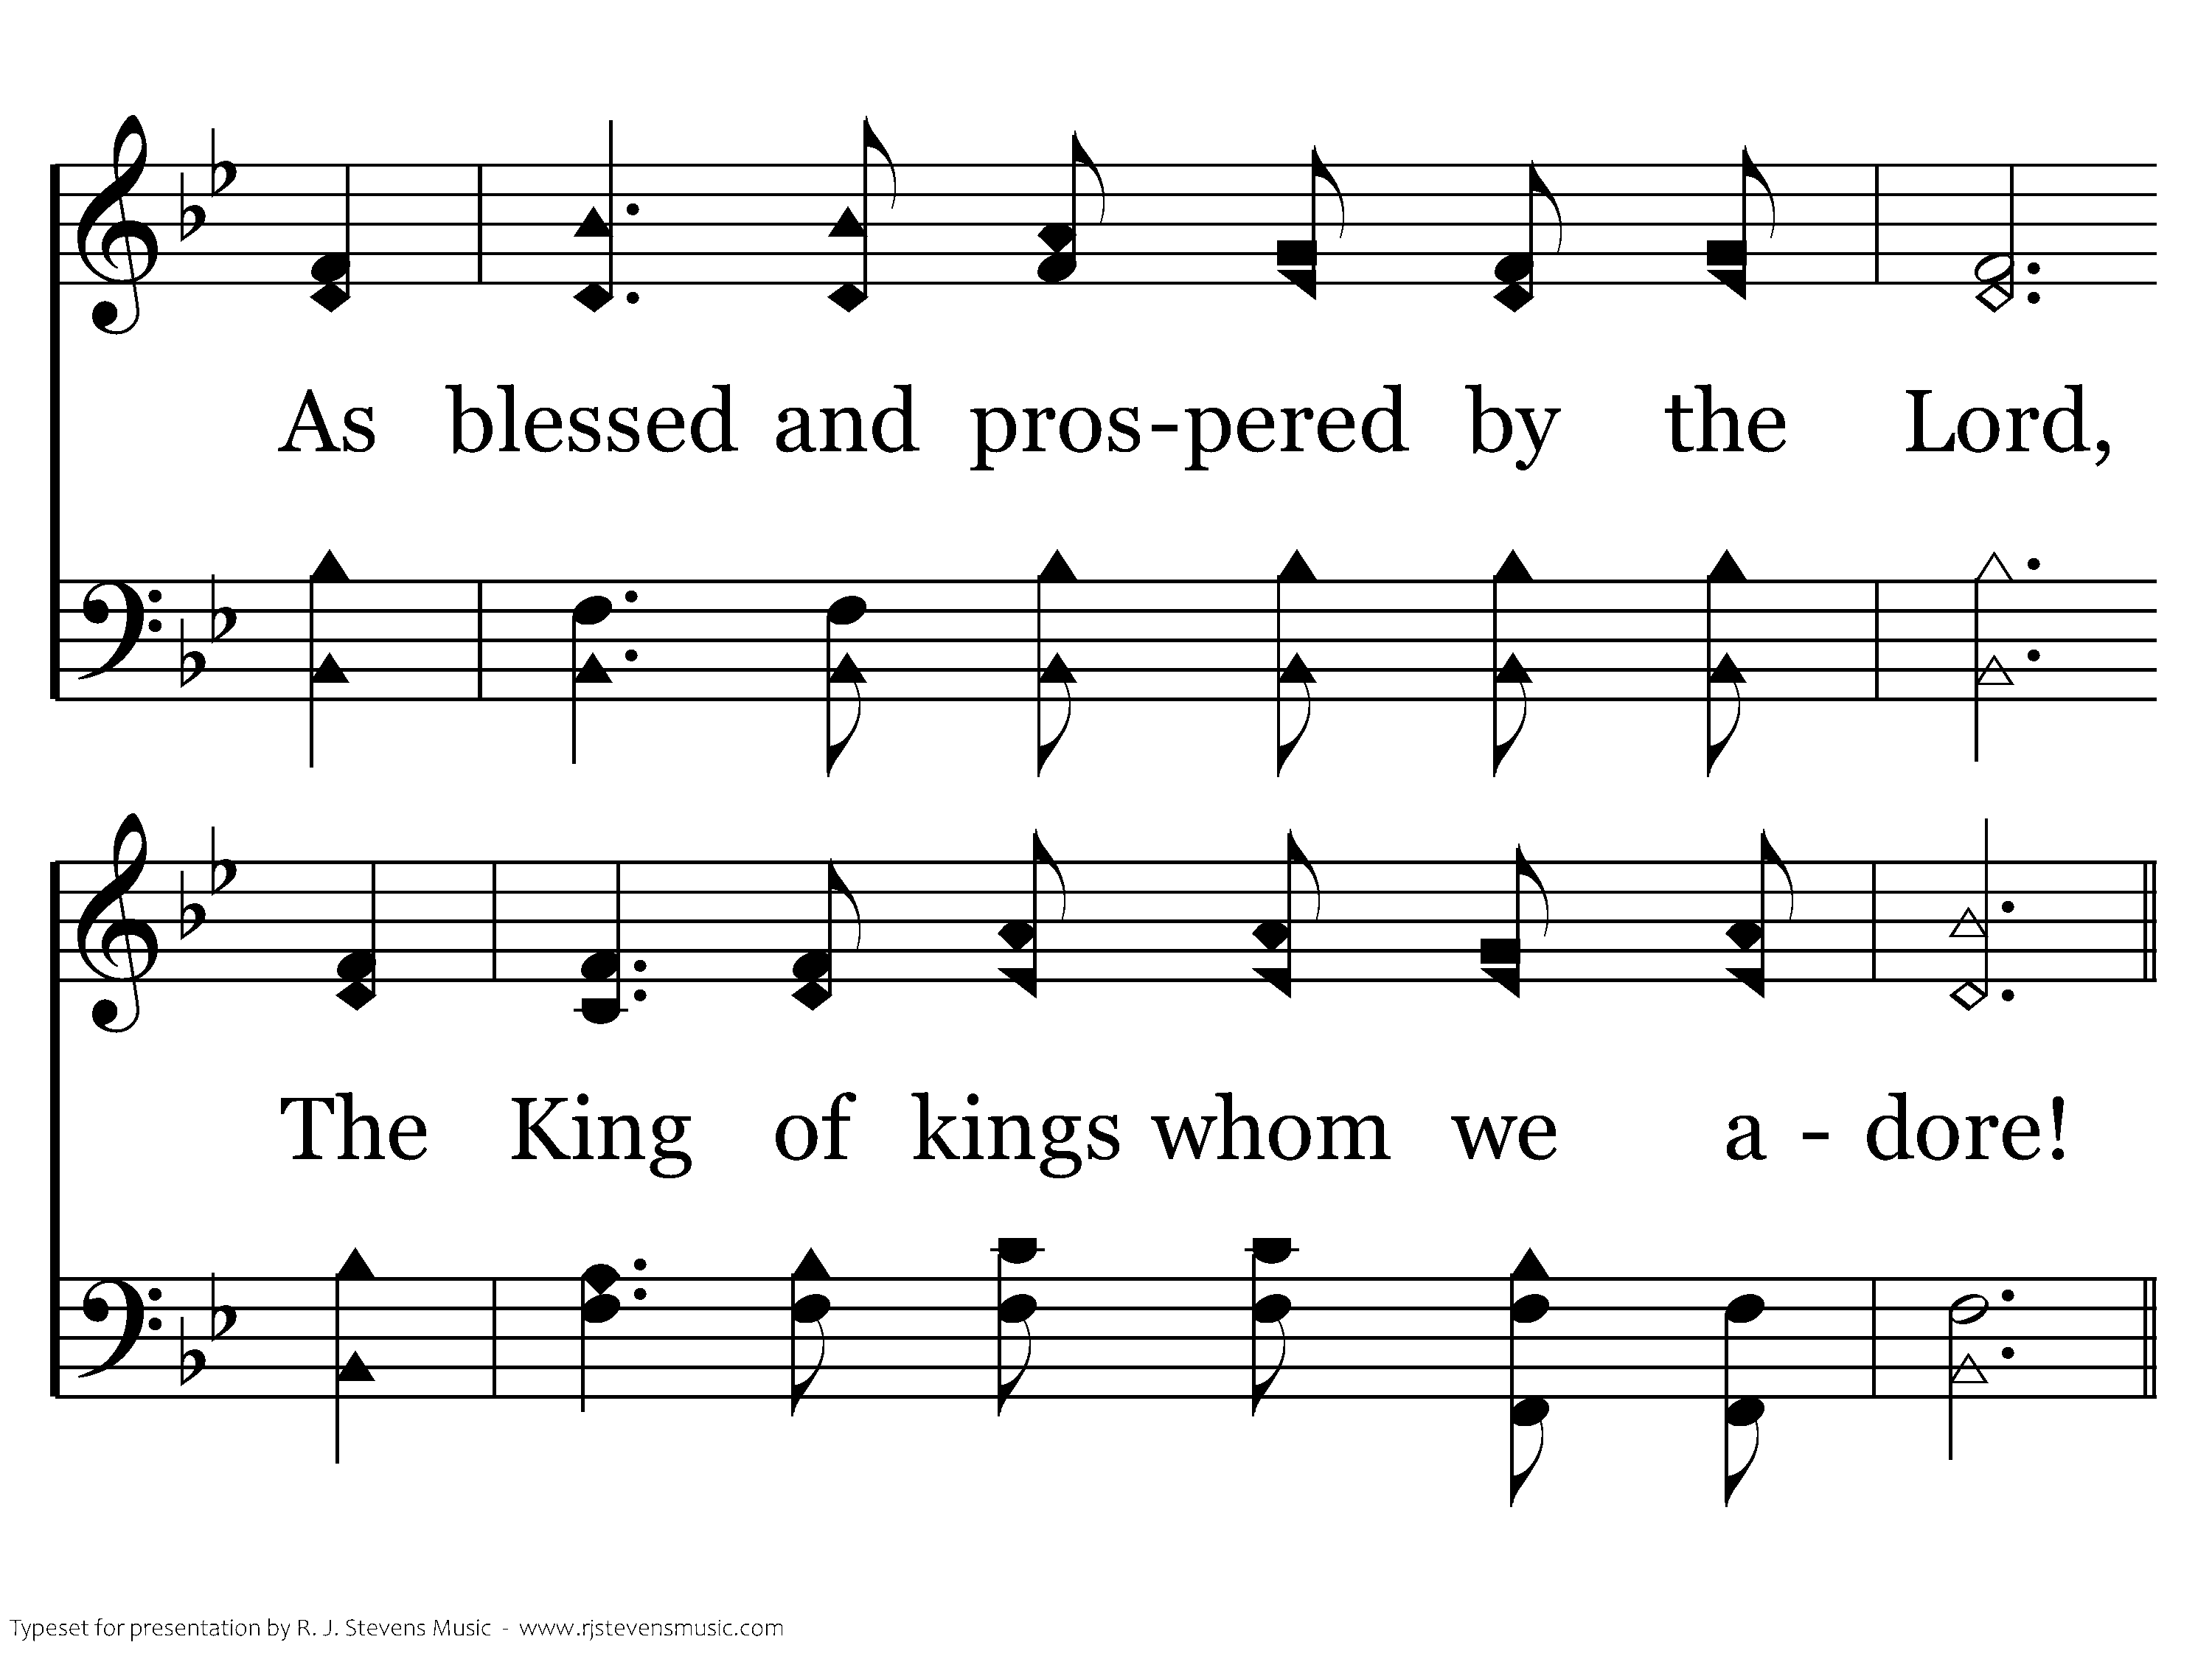 As blessed and pros-pered by the Lord,
The King of kings whom we a - dore!
Typeset for presentation by R. J. Stevens Music - www.rjstevensmusic.com